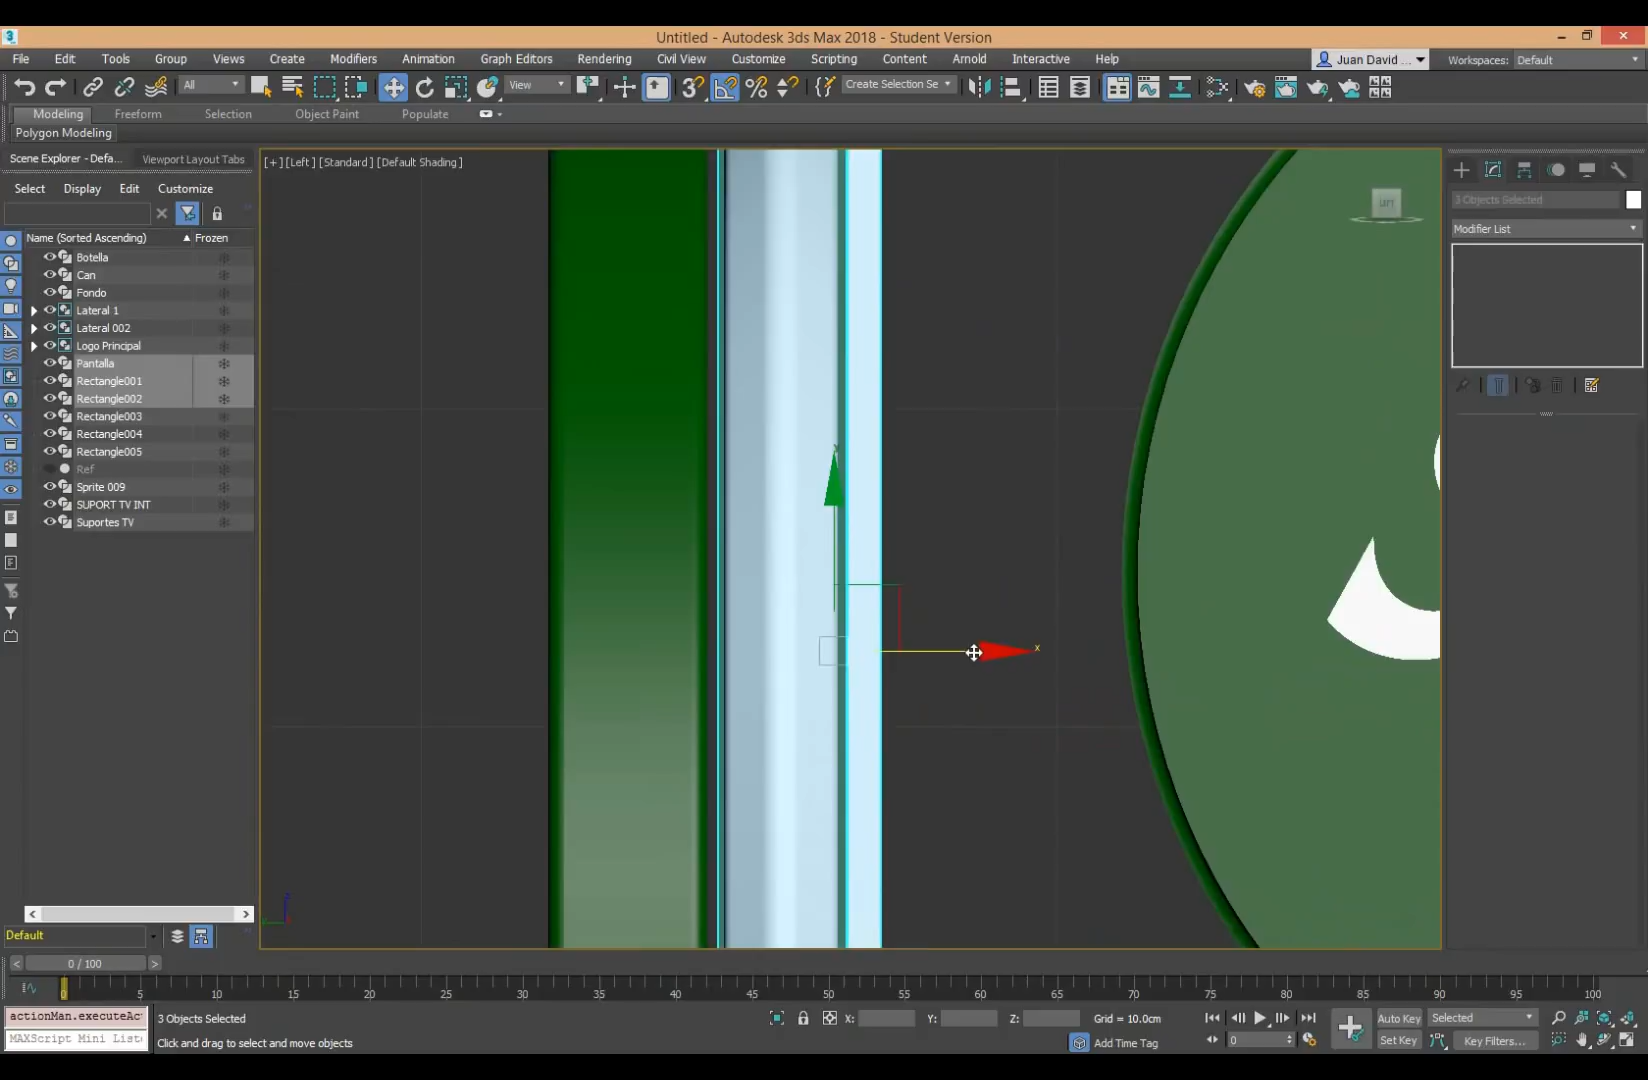 Untitled - Autodesk 3ds Max 2018 - Student Version
File Edit Tools Group Views Create Modifiers Animation Graph Editors Rendering Civil View Customize Scripting Content Arnold Interactive Help
Juan David ...
Workspaces: Default
All
View
Create Selection Se
Modeling Freeform Selection Object Paint Populate
Polygon Modeling
Scene Explorer - Defa... Viewport Layout Tabs
[+] [Left] [Standard] [Default Shading]
Select Display Edit Customize
3 Objects Selected
Modifier List
Name (Sorted Ascending) Frozen
Botella
Can
Fondo
Lateral 1
Lateral 002
Logo Principal
Pantalla
Rectangle001
Rectangle002
Rectangle003
Rectangle004
Rectangle005
Ref
Sprite 009
SUPORT TV INT
Suportes TV
y
x
Default
0 / 100
0 5 10 15 20 25 30 35 40 45 50 55 60 65 70 75 80 85 90 95 100
actionMan.executeAc
MAXScript Mini List
3 Objects Selected
Click and drag to select and move objects
X: Y: Z: Grid = 10.0cm
Add Time Tag
0
Auto Key Selected
Set Key Key Filters...